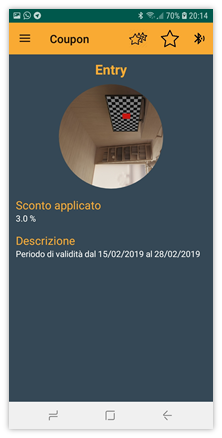 70% 20:14
Coupon
Entry
Sconto applicato
3.0 %
Descrizione
Periodo di validità dal 15/02/2019 al 28/02/2019